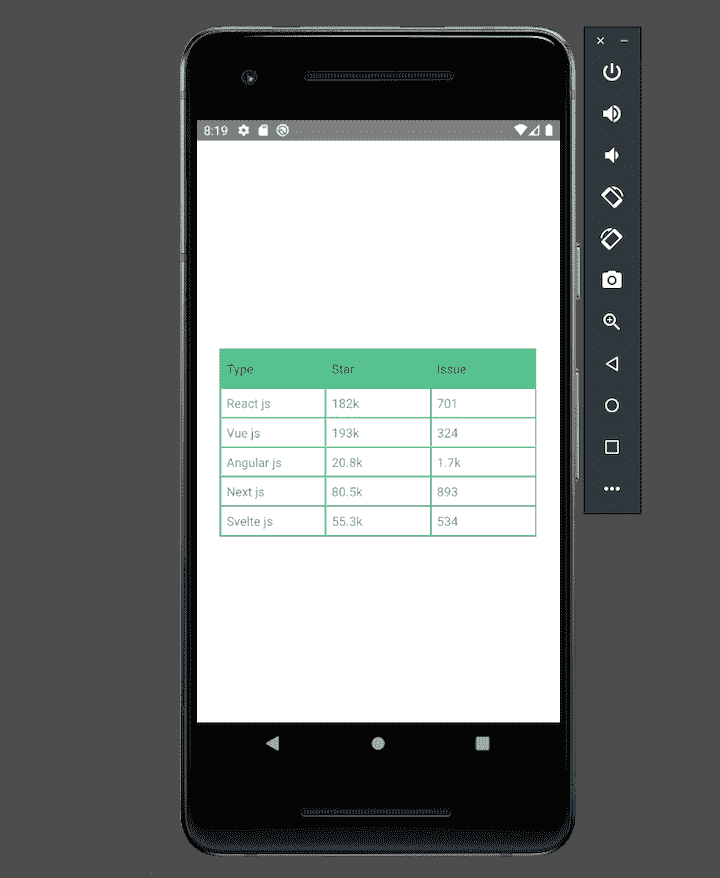 8:19
Type Star Issue
React js 182k 701
Vue js 193k 324
Angular js 20.8k 1.7k
Next js 80.5k 893
Svelte js 55.3k 534